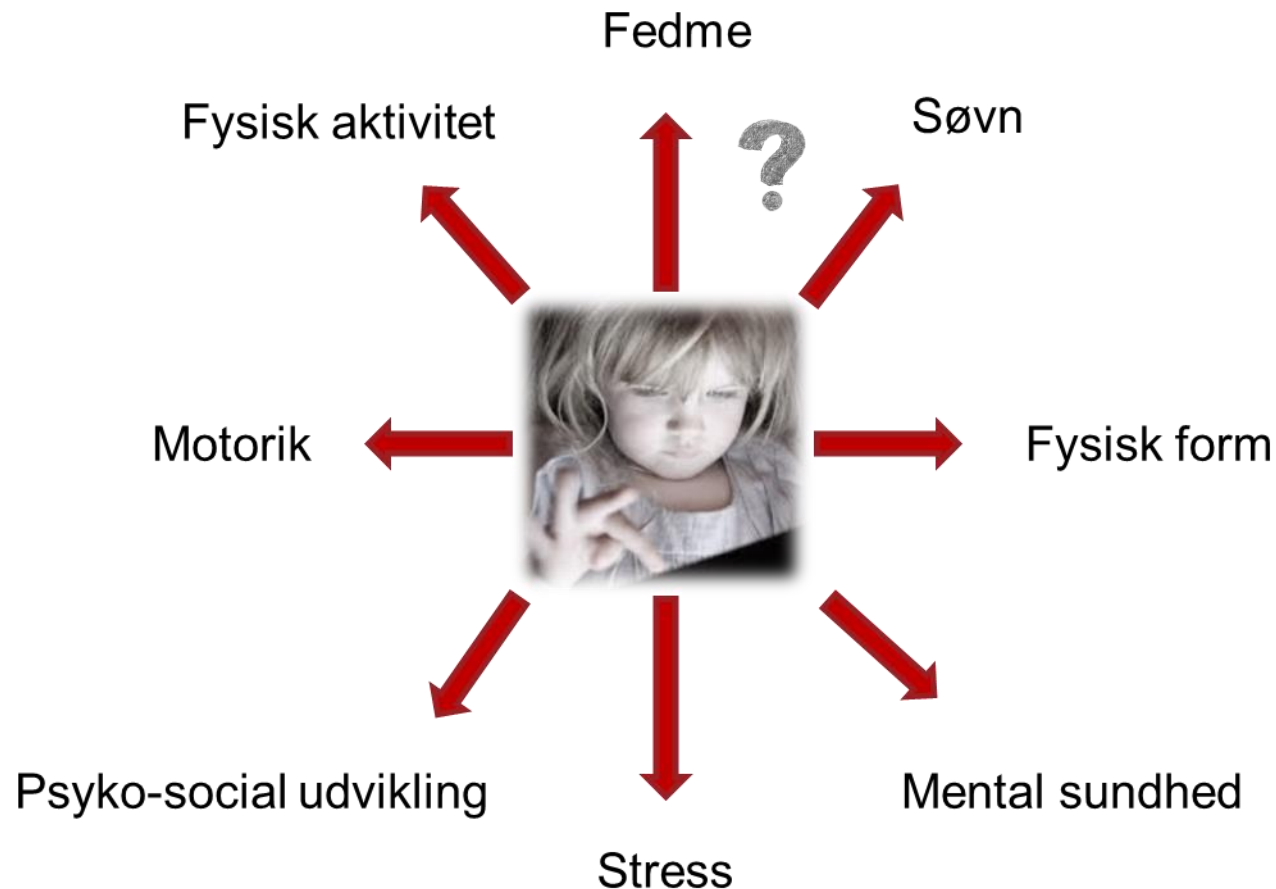 Fedme
Fysisk aktivitet
Søvn
?
Motorik
Fysisk form
Psyko-social udvikling
Mental sundhed
Stress